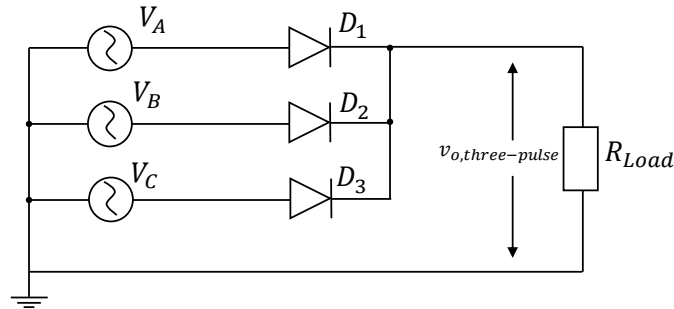 V_A
D_1
V_B
D_2
v_{o,three-pulse}
R_{Load}
V_C
D_3